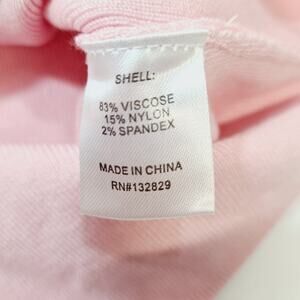 SHELL:
83% VISCOSE
15% NYLON
2% SPANDEX
MADE IN CHINA
RN#132829